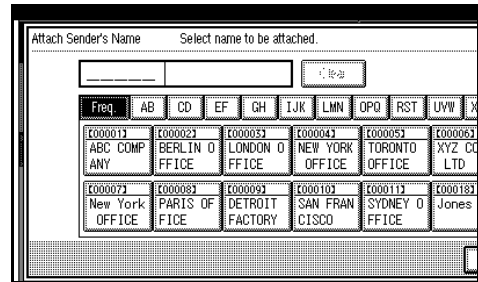 Attach Sender's Name Select name to be attached.
_ _ _ _ _ Clear
Freq. AB CD EF GH IJK LMN OPQ RST UVW X
[00001] [00002] [00003] [00004] [00005] [00006]
ABC COMP BERLIN O LONDON O NEW YORK TORONTO XYZ CO
ANY FFICE FFICE OFFICE OFFICE LTD
[00007] [00008] [00009] [00010] [00011] [00018]
New York PARIS OF DETROIT SAN FRAN SYDNEY O Jones
OFFICE FICE FACTORY CISCO FFICE